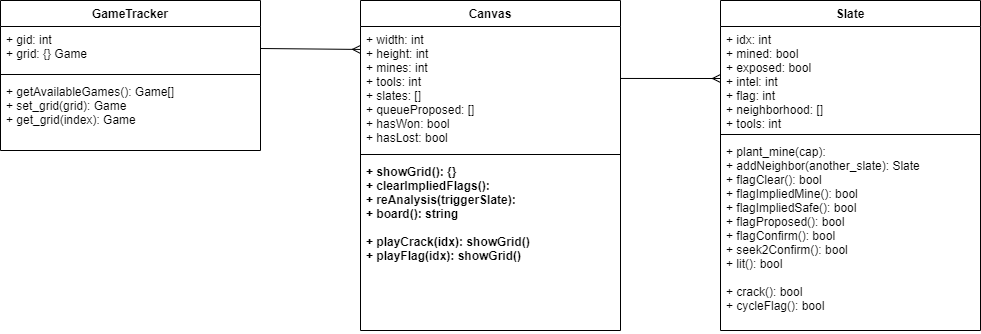 GameTracker
+ gid: int
+ grid: {} Game
+ getAvailableGames(): Game[]
+ set_grid(grid): Game
+ get_grid(index): Game
Canvas
+ width: int
+ height: int
+ mines: int
+ tools: int
+ slates: []
+ queueProposed: []
+ hasWon: bool
+ hasLost: bool
+ showGrid(): {}
+ clearImpliedFlags():
+ reAnalysis(triggerSlate):
+ board(): string
+ playCrack(idx): showGrid()
+ playFlag(idx): showGrid()
Slate
+ idx: int
+ mined: bool
+ exposed: bool
+ intel: int
+ flag: int
+ neighborhood: []
+ tools: int
+ plant_mine(cap):
+ addNeighbor(another_slate): Slate
+ flagClear(): bool
+ flagImpliedMine(): bool
+ flagImpliedSafe(): bool
+ flagProposed(): bool
+ flagConfirm(): bool
+ seek2Confirm(): bool
+ lit(): bool
+ crack(): bool
+ cycleFlag(): bool